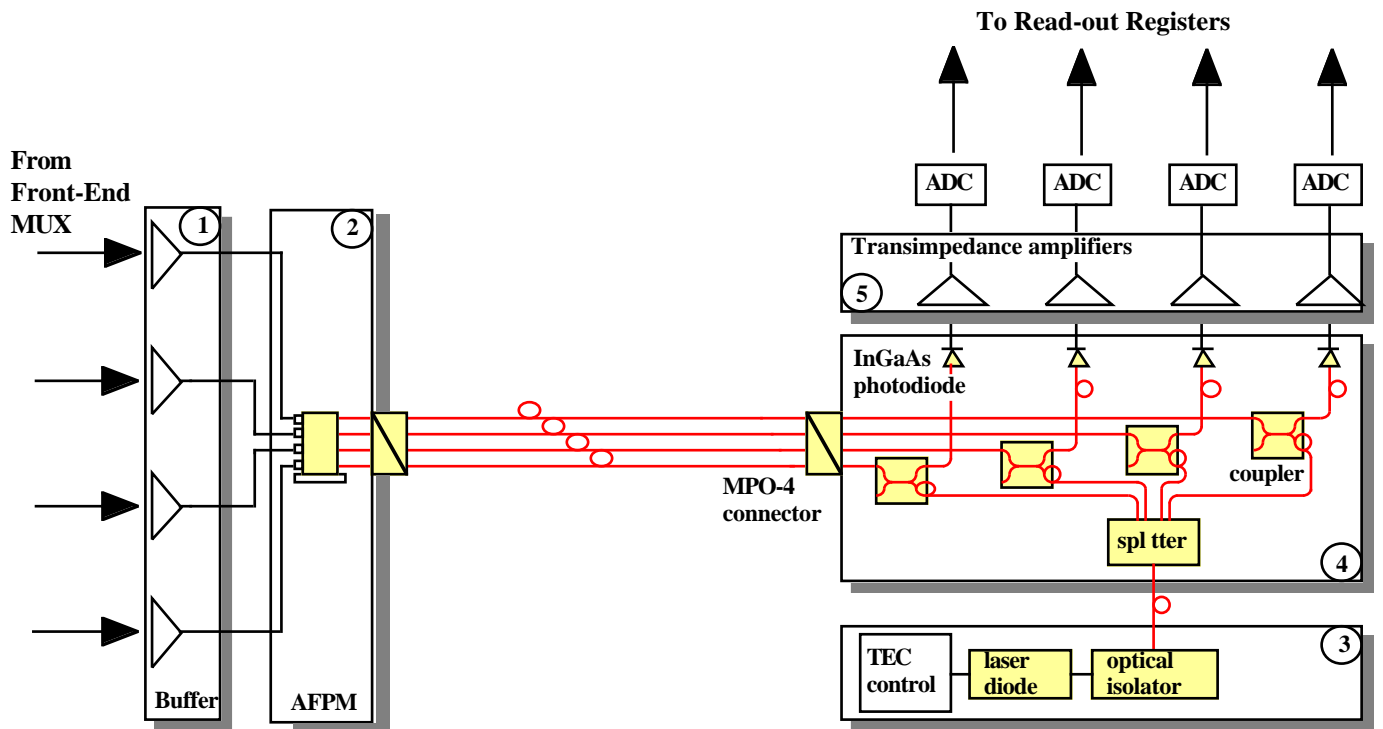 To Read-out Registers
From
Front-End
MUX
ADC ADC ADC ADC
1
2
Transimpedance amplifiers
5
InGaAs
photodiode
coupler
MPO-4
connector
spl tter
4
3
TEC
control
laser
diode
optical
isolator
Buffer
AFPM